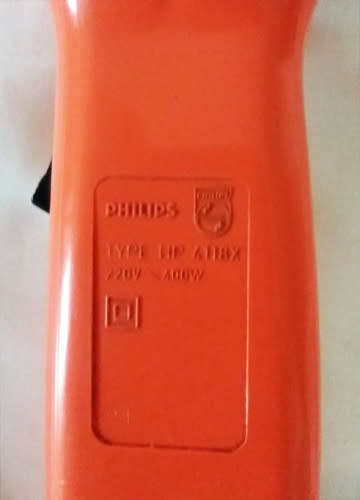 PHILIPS
TYPE HP 4118X
220V ~ 400W